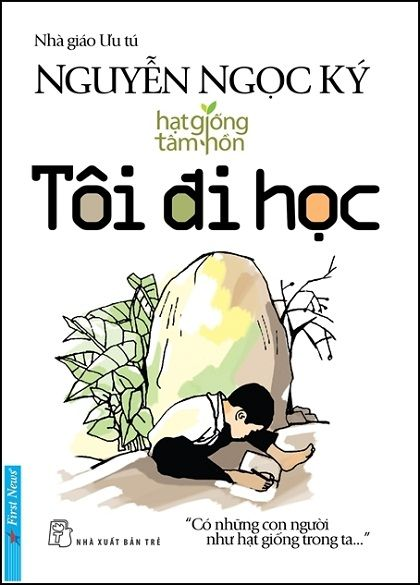 Nhà giáo Ưu tú
NGUYỄN NGỌC KÝ
hạt giống
tâm hồn
Tôi đi học
"Có những con người
như hạt giống trong ta..."
First News
NHÀ XUẤT BẢN TRẺ